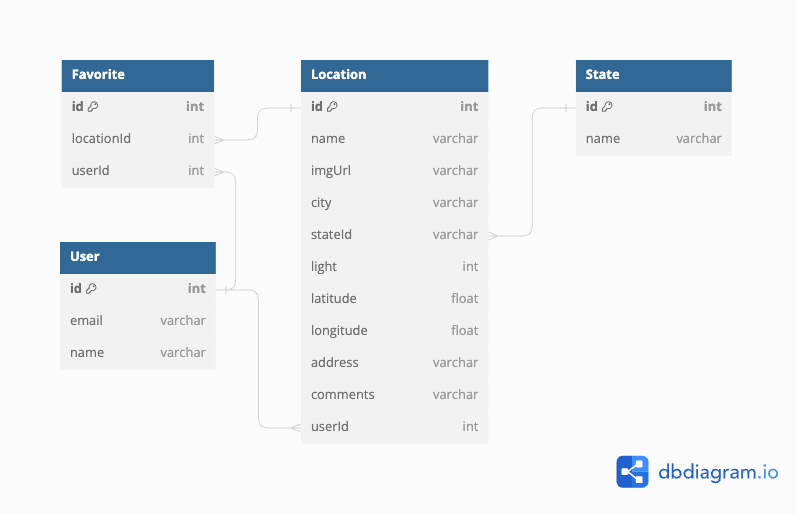 Favorite
id int
locationId int
userId int
User
id int
email varchar
name varchar
Location
id int
name varchar
imgUrl varchar
city varchar
stateId varchar
light int
latitude float
longitude float
address varchar
comments varchar
userId int
State
id int
name varchar
dbdiagram.io